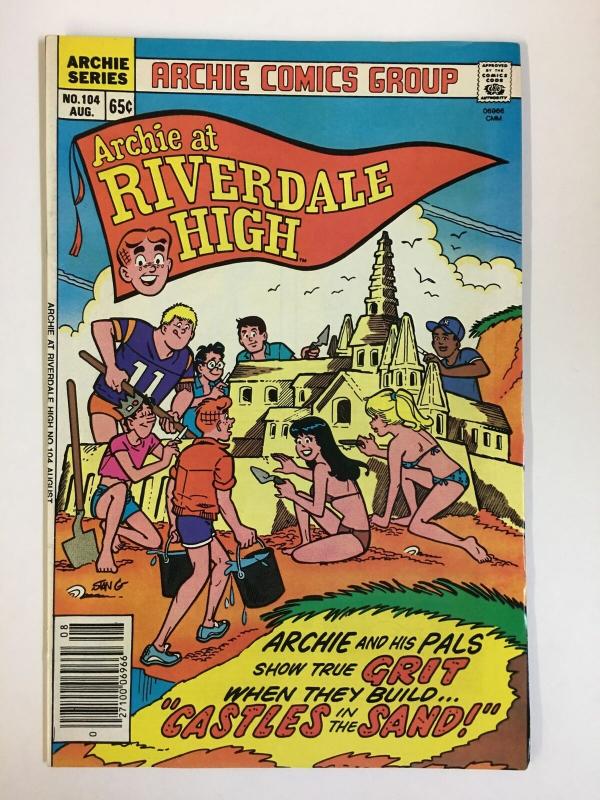 ARCHIE SERIES
NO.104
AUG.
65¢
ARCHIE COMICS GROUP
APPROVED
BY THE
COMICS
CODE
AUTHORITY
06966
CMM
Archie at
RIVERDALE
HIGH™
11
ARCHIE AT RIVERDALE HIGH NO. 104 AUGUST
STAN G
ARCHIE AND HIS PALS
SHOW TRUE GRIT
WHEN THEY BUILD...
"CASTLES IN THE SAND!"
08
27100 06966
0